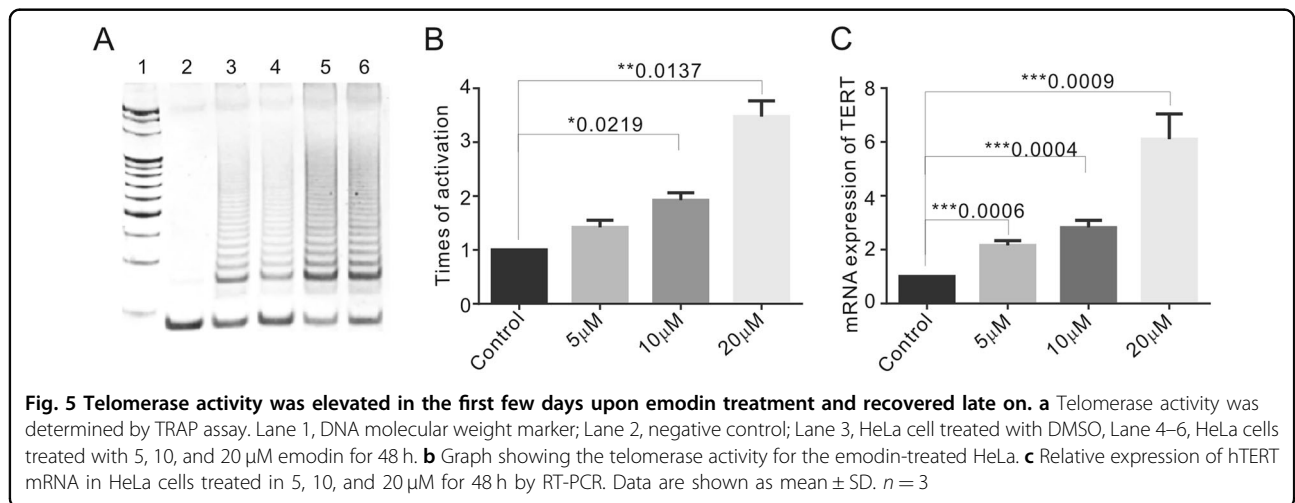 A
1 2 3 4 5 6
B
Times of activation
4
3
2
1
0
**0.0137
*0.0219
Control
5μM
10μM
20μM
C
mRNA expression of TERT
8
6
4
2
0
***0.0009
***0.0004
***0.0006
Control
5μM
10μM
20μM
Fig. 5 Telomerase activity was elevated in the first few days upon emodin treatment and recovered late on. a Telomerase activity was
determined by TRAP assay. Lane 1, DNA molecular weight marker; Lane 2, negative control; Lane 3, HeLa cell treated with DMSO, Lane 4–6, HeLa cells
treated with 5, 10, and 20 μM emodin for 48 h. b Graph showing the telomerase activity for the emodin-treated HeLa. c Relative expression of hTERT
mRNA in HeLa cells treated in 5, 10, and 20 μM for 48 h by RT-PCR. Data are shown as mean ± SD. n = 3